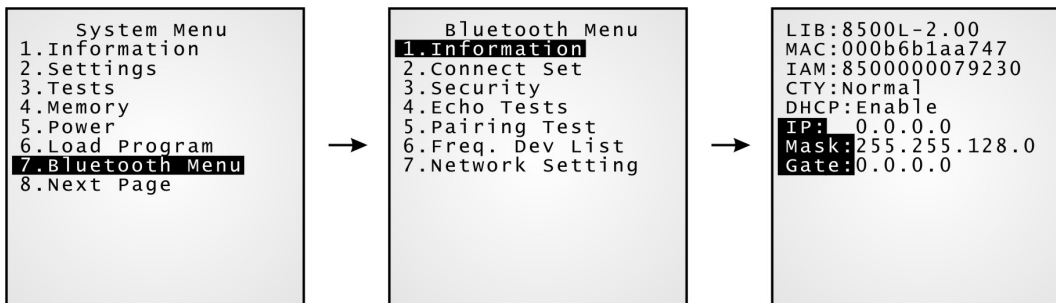 System Menu
1.Information
2.Settings
3.Tests
4.Memory
5.Power
6.Load Program
7.Bluetooth Menu
8.Next Page
Bluetooth Menu
1.Information
2.Connect Set
3.Security
4.Echo Tests
5.Pairing Test
6.Freq. Dev List
7.Network Setting
LIB:8500L-2.00
MAC:000b6b1aa747
IAM:8500000079230
CTY:Normal
DHCP:Enable
IP: 0.0.0.0
Mask:255.255.128.0
Gate:0.0.0.0